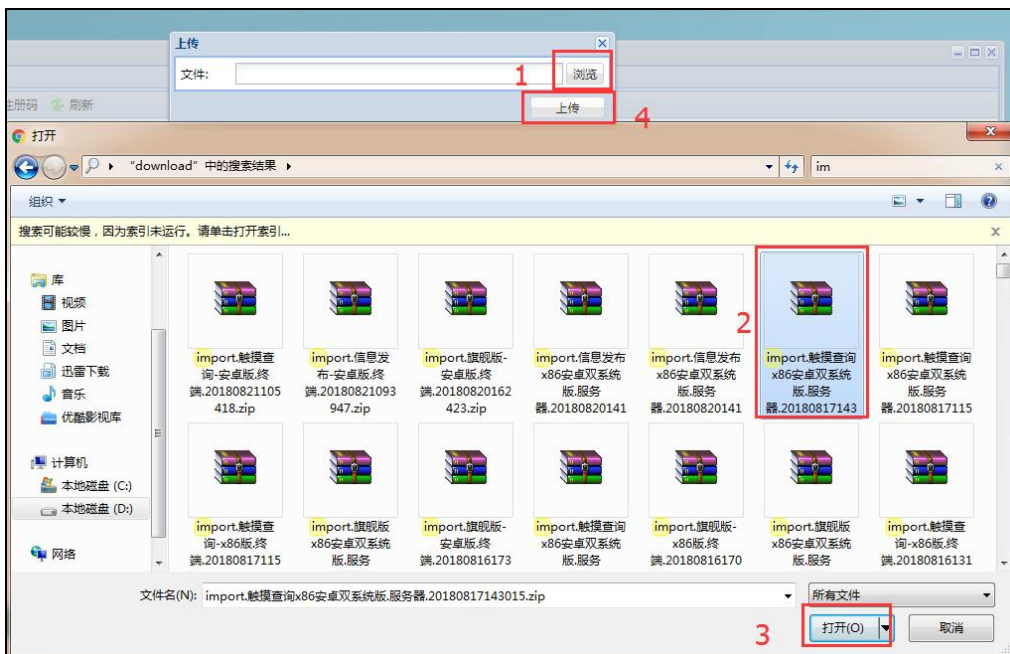 上传
文件:
1
浏览
上传
4
注册码 刷新
打开
"download" 中的搜索结果
im
组织
搜索可能较慢，因为索引未运行。请单击打开索引...
库
视频
图片
文档
迅雷下载
音乐
优酷影视库
计算机
本地磁盘 (C:)
本地磁盘 (D:)
网络
import.触摸查
询-安卓版.终
端.20180821105
418.zip
import.信息发
布-安卓版.终
端.20180821093
947.zip
import.旗舰版-
安卓版.终
端.20180820162
423.zip
import.信息发布
x86安卓双系统
版.服务
器.20180820141
import.信息发布
x86安卓双系统
版.服务
器.20180820141
2
import.触摸查询
x86安卓双系统
版.服务
器.20180817143
import.触摸查询
x86安卓双系统
版.服务
器.20180817115
import.触摸查
询-x86版.终
端.20180817115
import.旗舰版
x86安卓双系统
版.服务
import.旗舰版-
安卓版.终
端.20180816173
import.触摸查询
x86安卓双系统
版.服务
import.旗舰版-
x86版.终
端.20180816170
import.旗舰版
x86安卓双系统
版.服务
import.触摸查
询-x86版.终
端.20180816131
文件名(N):
import.触摸查询x86安卓双系统版.服务器.20180817143015.zip
所有文件
3
打开(O)
取消